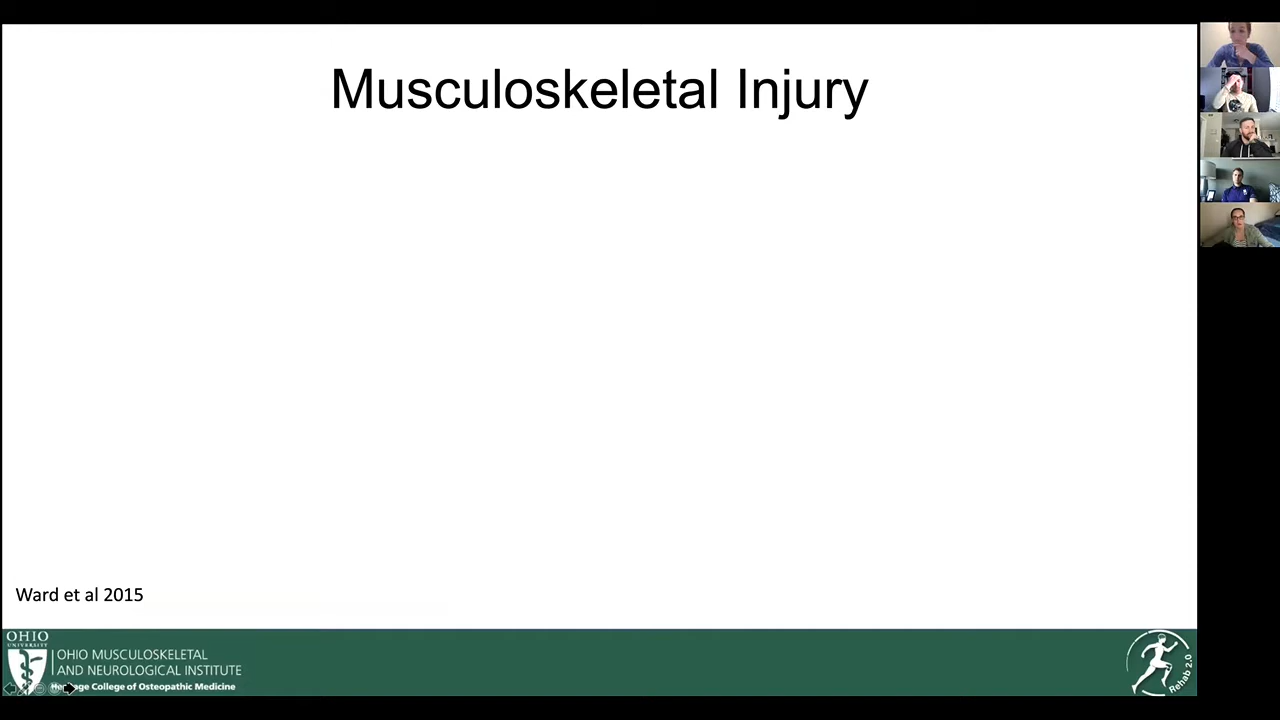 Musculoskeletal Injury
Ward et al 2015
OHIO
UNIVERSITY
OHIO MUSCULOSKELETAL
AND NEUROLOGICAL INSTITUTE
Heritage College of Osteopathic Medicine
Rehab 2.0